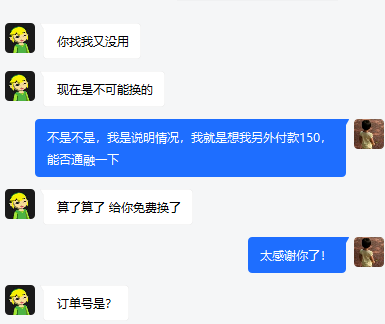 你找我又没用
现在是不可能换的
不是不是，我是说明情况，我就是想我另外付款150，
能否通融一下
算了算了 给你免费换了
太感谢你了！
订单号是？